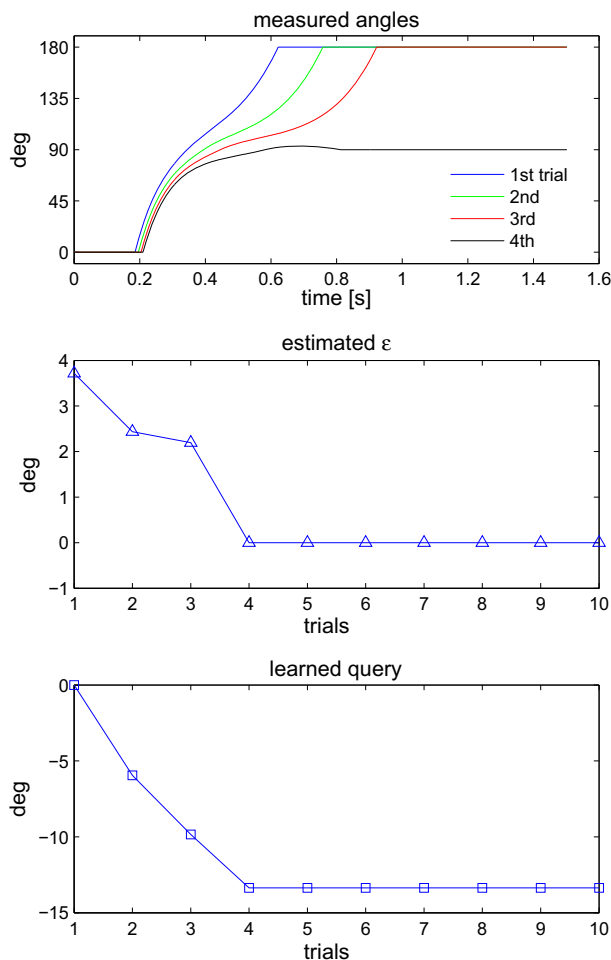 measured angles
180
135
90
45
0
deg
1st trial
2nd
3rd
4th
0 0.2 0.4 0.6 0.8 1 1.2 1.4 1.6
time [s]
estimated ε
4
3
2
1
0
−1
deg
1 2 3 4 5 6 7 8 9 10
trials
learned query
0
−5
−10
−15
deg
1 2 3 4 5 6 7 8 9 10
trials